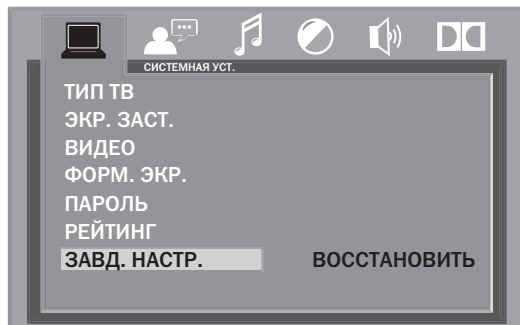 СИСТЕМНАЯ УСТ.
ТИП ТВ
ЭКР. ЗАСТ.
ВИДЕО
ФОРМ. ЭКР.
ПАРОЛЬ
РЕЙТИНГ
ЗАВД. НАСТР. ВОССТАНОВИТЬ